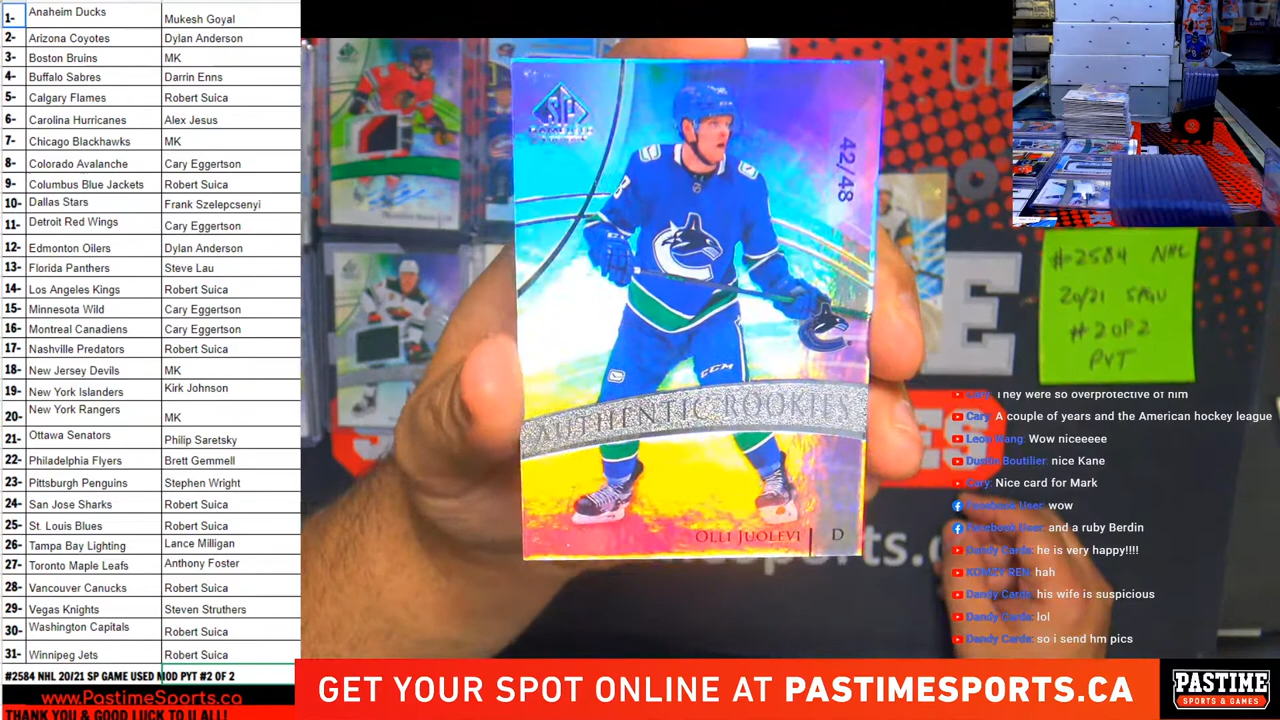 1- Anaheim Ducks Mukesh Goyal
2- Arizona Coyotes Dylan Anderson
3- Boston Bruins MK
4- Buffalo Sabres Darrin Enns
5- Calgary Flames Robert Suica
6- Carolina Hurricanes Alex Jesus
7- Chicago Blackhawks MK
8- Colorado Avalanche Cary Eggertson
9- Columbus Blue Jackets Robert Suica
10- Dallas Stars Frank Szelepcsenyi
11- Detroit Red Wings Cary Eggertson
12- Edmonton Oilers Dylan Anderson
13- Florida Panthers Steve Lau
14- Los Angeles Kings Robert Suica
15- Minnesota Wild Cary Eggertson
16- Montreal Canadiens Cary Eggertson
17- Nashville Predators Robert Suica
18- New Jersey Devils MK
19- New York Islanders Kirk Johnson
20- New York Rangers MK
21- Ottawa Senators Philip Saretsky
22- Philadelphia Flyers Brett Gemmell
23- Pittsburgh Penguins Stephen Wright
24- San Jose Sharks Robert Suica
25- St. Louis Blues Robert Suica
26- Tampa Bay Lighting Lance Milligan
27- Toronto Maple Leafs Anthony Foster
28- Vancouver Canucks Robert Suica
29- Vegas Knights Steven Struthers
30- Washington Capitals Robert Suica
31- Winnipeg Jets Robert Suica
#2584 NHL 20/21 SP GAME USED MOD PYT #2 OF 2
www.PastimeSports.ca
THANK YOU & GOOD LUCK TO U ALL!
SP
42/48
CCM
AUTHENTIC ROOKIES
OLLI JUOLEVI D
#2584 NHL
20/21 SPGU
#2 OF 2
PYT
Cary: They were so overprotective of him
Cary: A couple of years and the American hockey league
Leon Wang: Wow niceeeee
Dustin Boutilier: nice Kane
Cary: Nice card for Mark
Facebook User: wow
Facebook User: and a ruby Berdin
Dandy Cards: he is very happy!!!!
KOMZY REN: hah
Dandy Cards: his wife is suspicious
Dandy Cards: lol
Dandy Cards: so i send hm pics
GET YOUR SPOT ONLINE AT PASTIMESPORTS.CA
PASTIME
SPORTS & GAMES